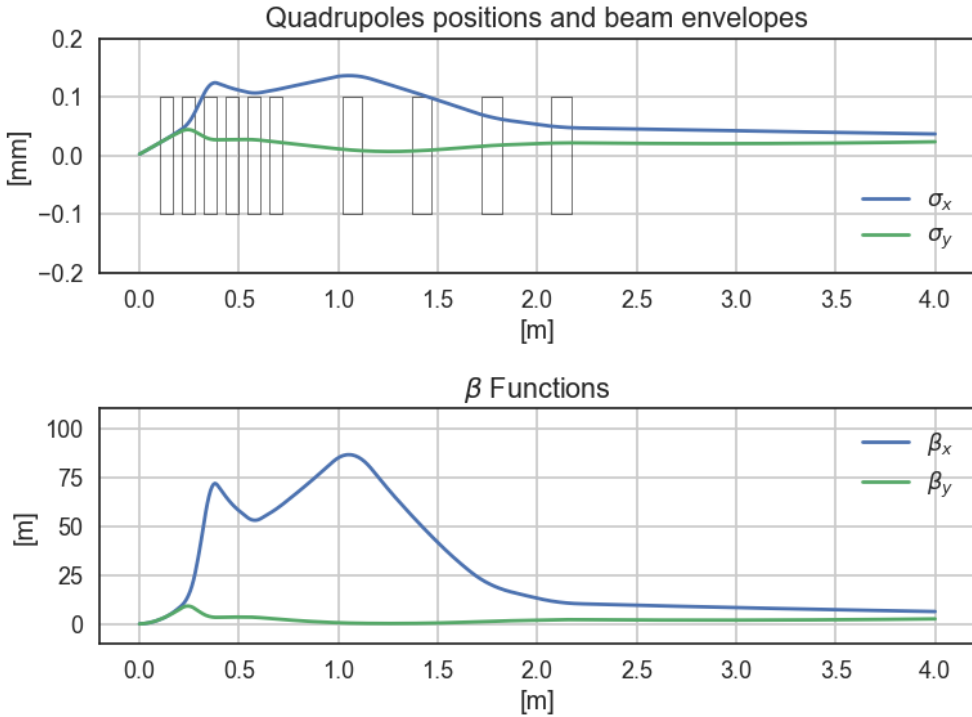 Quadrupoles positions and beam envelopes
0.2
0.1
0.0
−0.1
−0.2
[mm]
σx
σy
0.0 0.5 1.0 1.5 2.0 2.5 3.0 3.5 4.0
[m]
β Functions
100
75
50
25
0
[m]
βx
βy
0.0 0.5 1.0 1.5 2.0 2.5 3.0 3.5 4.0
[m]